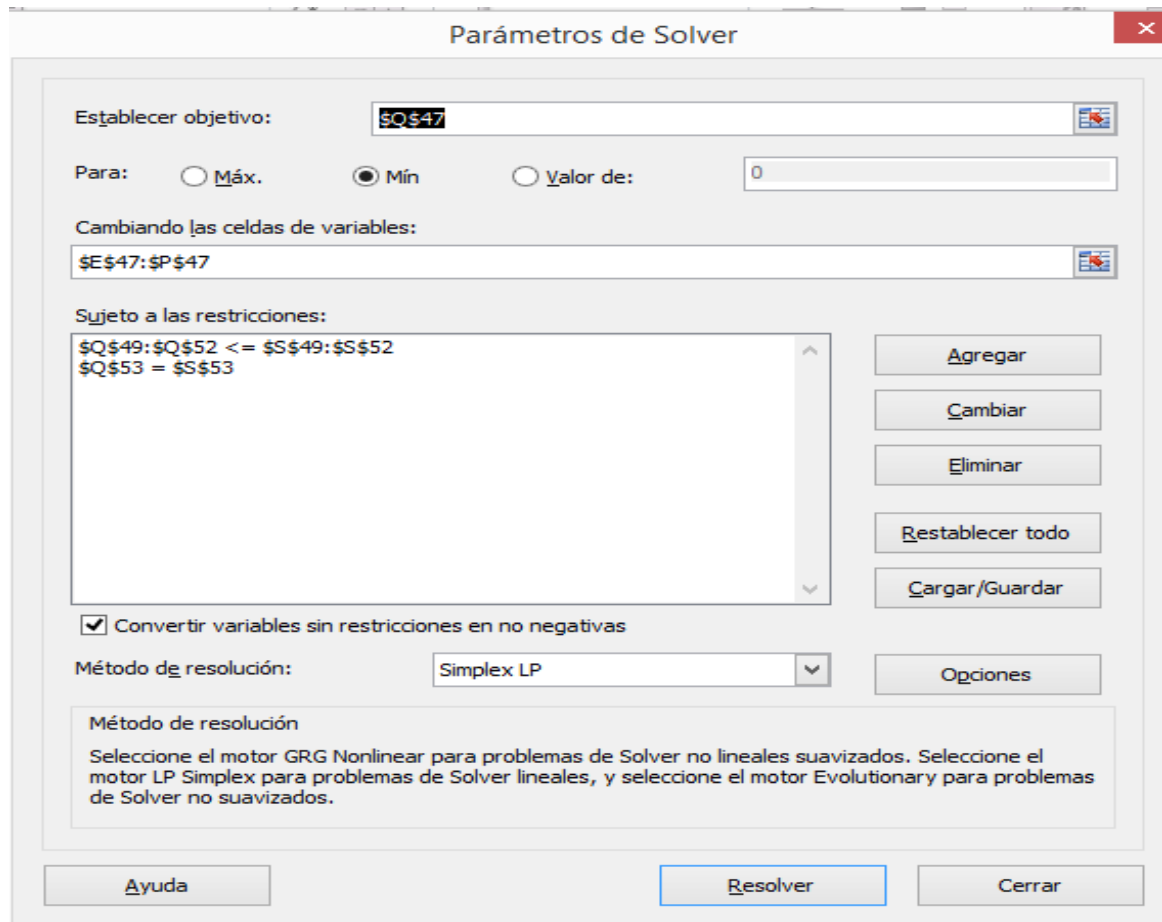 Parámetros de Solver
Establecer objetivo: $Q$47
Para: Máx. Mín Valor de: 0
Cambiando las celdas de variables:
$E$47:$P$47
Sujeto a las restricciones:
$Q$49:$Q$52 <= $S$49:$S$52
$Q$53 = $S$53
Agregar
Cambiar
Eliminar
Restablecer todo
Cargar/Guardar
Convertir variables sin restricciones en no negativas
Método de resolución: Simplex LP Opciones
Método de resolución
Seleccione el motor GRG Nonlinear para problemas de Solver no lineales suavizados. Seleccione el
motor LP Simplex para problemas de Solver lineales, y seleccione el motor Evolutionary para problemas
de Solver no suavizados.
Ayuda Resolver Cerrar